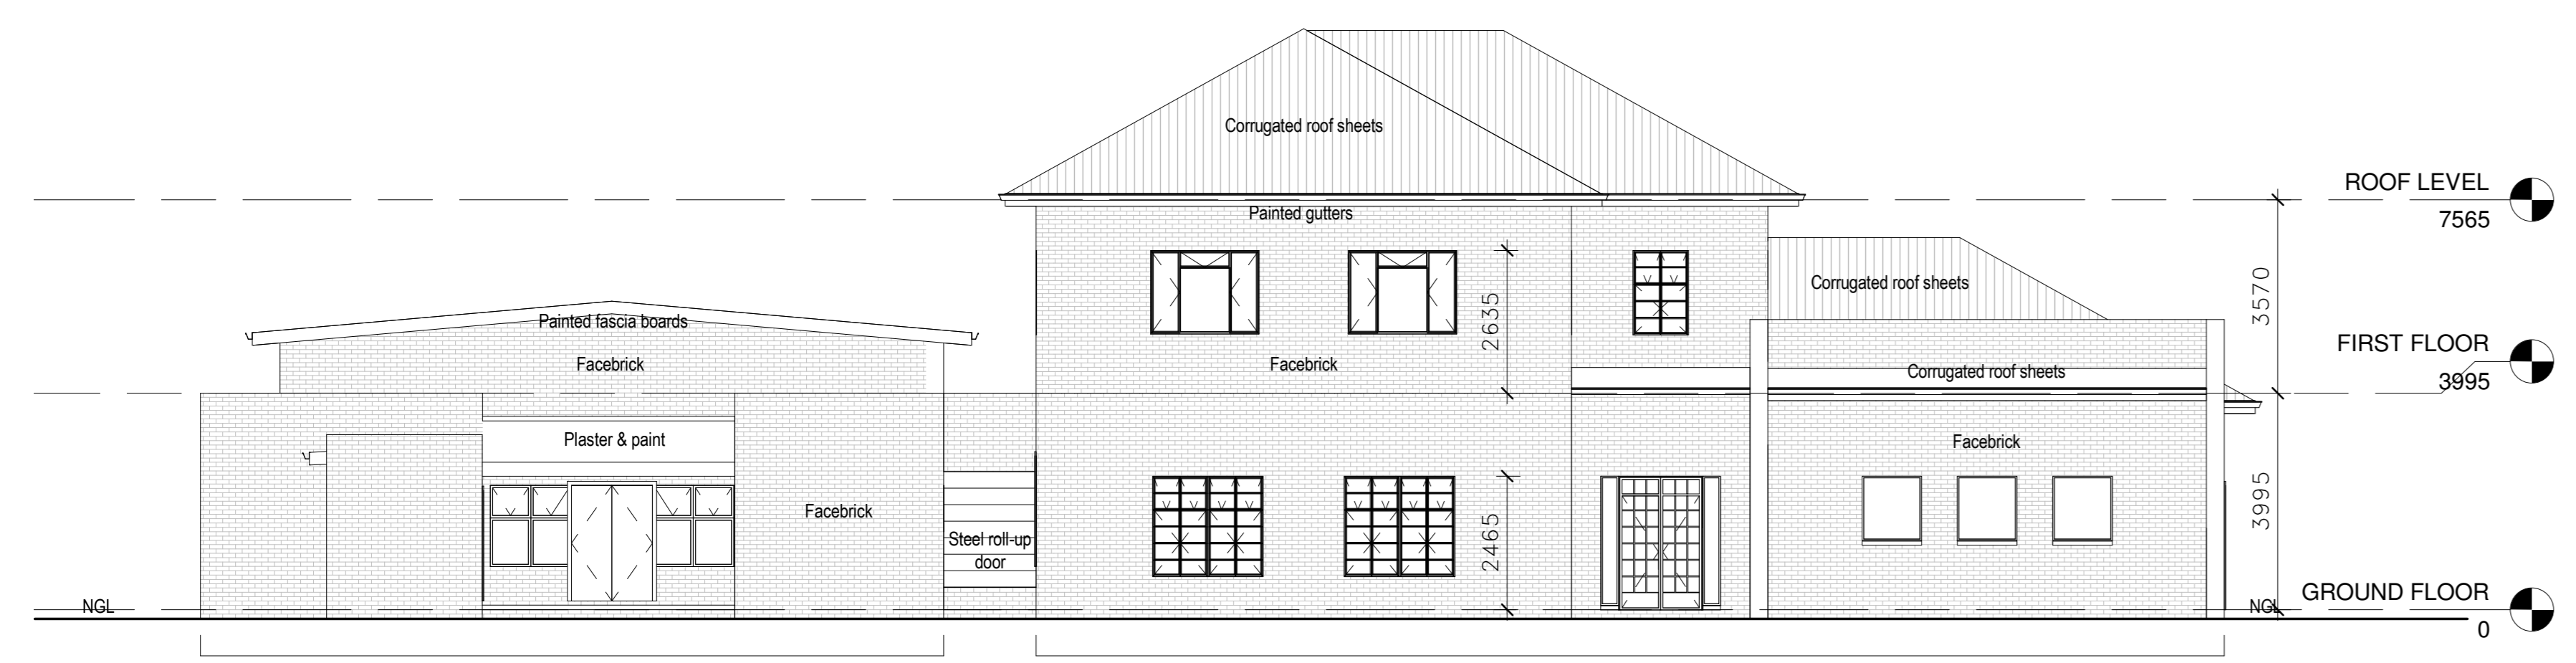 Corrugated roof sheets
ROOF LEVEL
7565
Painted gutters
Corrugated roof sheets
3570
2635
Painted fascia boards
FIRST FLOOR
3995
Facebrick
Facebrick
Corrugated roof sheets
Plaster & paint
Facebrick
3995
Facebrick
2465
Steel roll-up
door
NGL
NGL
GROUND FLOOR
0